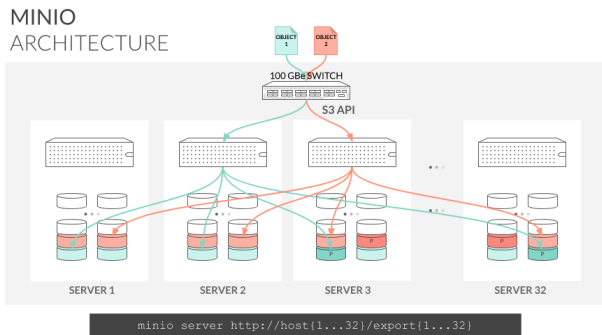 MINIO
ARCHITECTURE
OBJECT
1
OBJECT
2
100 GBe SWITCH
S3 API
P
P
P
P
SERVER 1
SERVER 2
SERVER 3
SERVER 32
minio server http://host{1...32}/export{1...32}